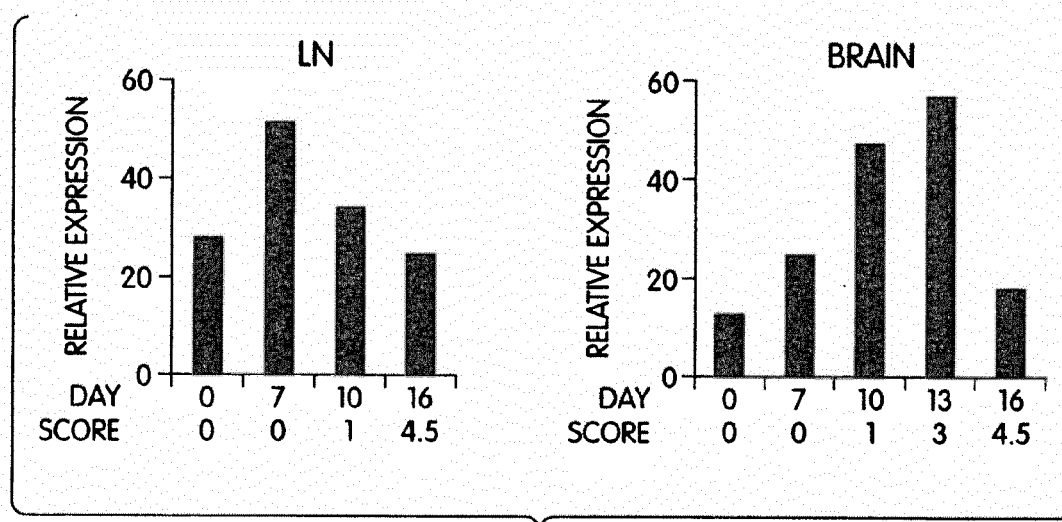 LN
RELATIVE EXPRESSION
60
40
20
0
DAY 0 7 10 16
SCORE 0 0 1 4.5
BRAIN
RELATIVE EXPRESSION
60
40
20
0
DAY 0 7 10 13 16
SCORE 0 0 1 3 4.5